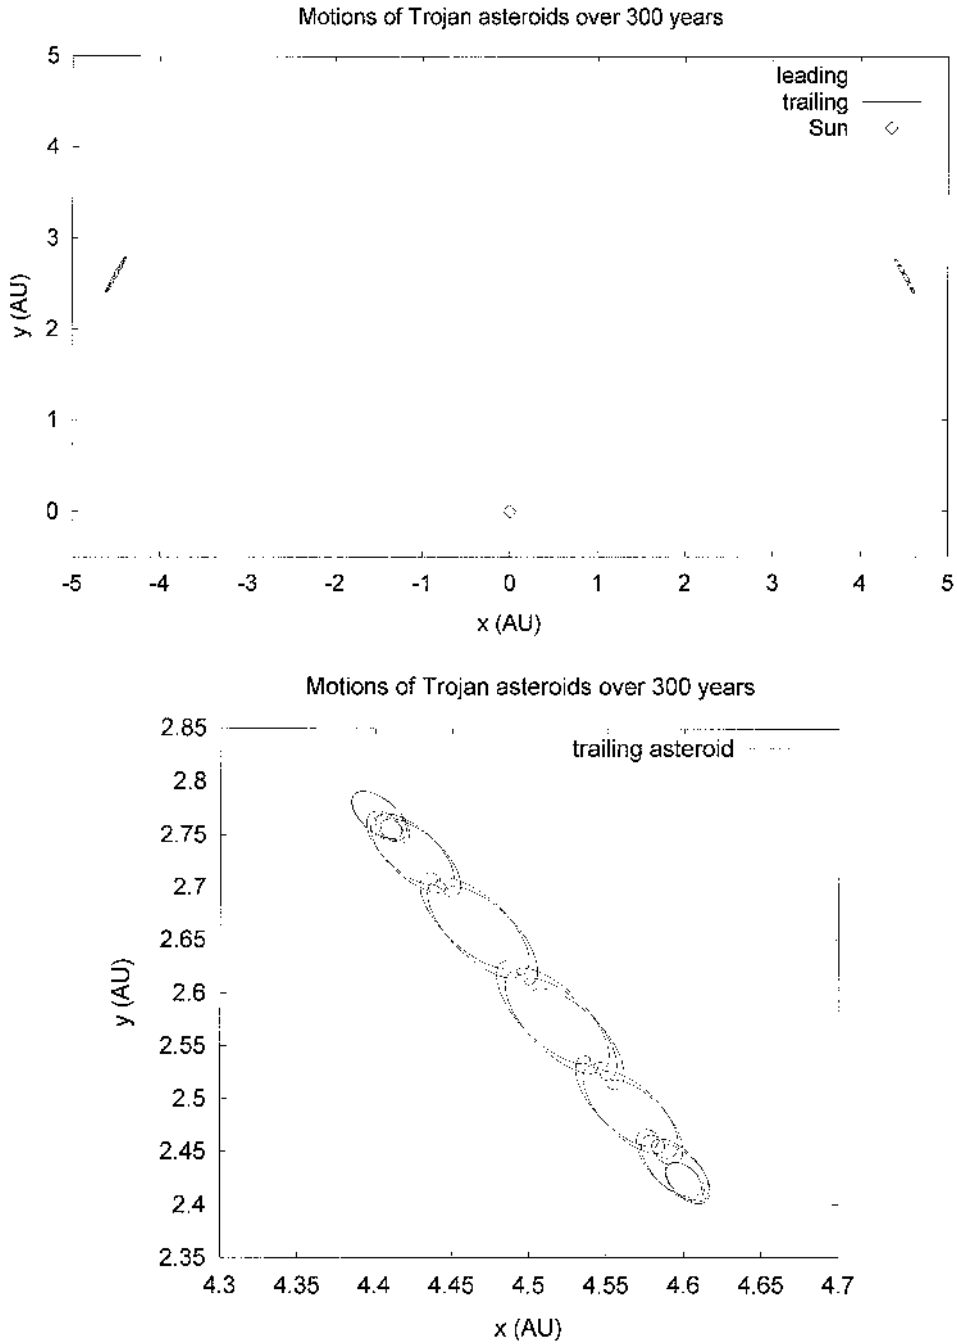 Motions of Trojan asteroids over 300 years
5
leading
trailing
Sun
4
3
2
1
0
y (AU)
-5 -4 -3 -2 -1 0 1 2 3 4 5
x (AU)
Motions of Trojan asteroids over 300 years
2.85
trailing asteroid
2.8
2.75
2.7
2.65
2.6
2.55
2.5
2.45
2.4
2.35
y (AU)
4.3 4.35 4.4 4.45 4.5 4.55 4.6 4.65 4.7
x (AU)